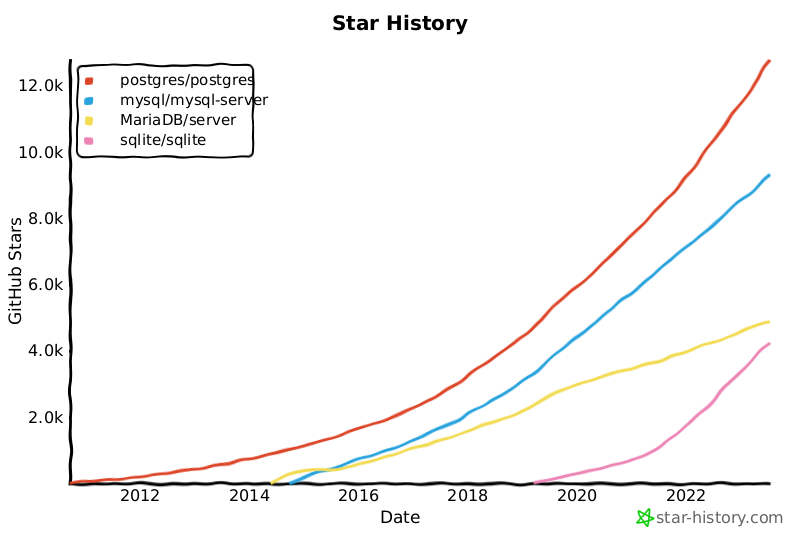 Star History
postgres/postgres
mysql/mysql-server
MariaDB/server
sqlite/sqlite
12.0k
10.0k
8.0k
6.0k
4.0k
2.0k
GitHub Stars
2012 2014 2016 2018 2020 2022
Date
star-history.com